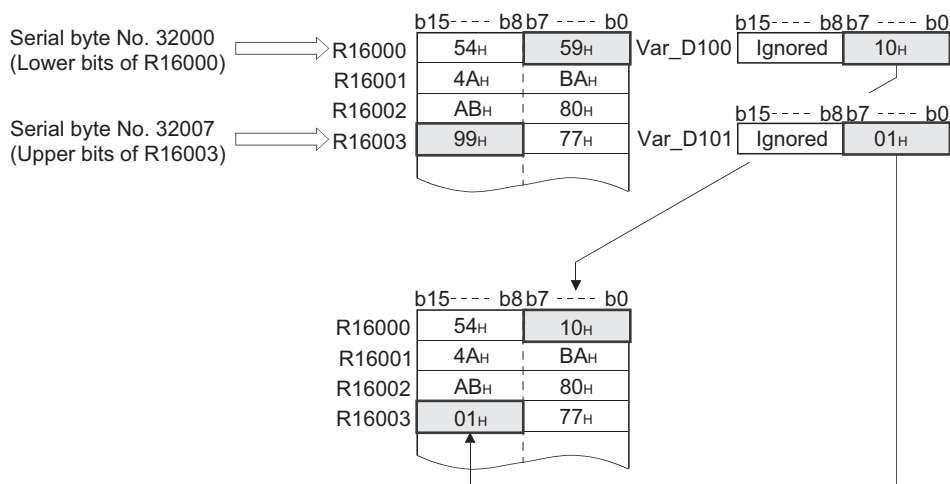 b15---- b8 b7 ---- b0
b15---- b8 b7 ---- b0
Serial byte No. 32000
(Lower bits of R16000)
R16000 54H 59H
Var_D100 Ignored 10H
R16001 4AH BAH
R16002 ABH 80H
b15---- b8 b7 ---- b0
Serial byte No. 32007
(Upper bits of R16003)
R16003 99H 77H
Var_D101 Ignored 01H
b15---- b8 b7 ---- b0
R16000 54H 10H
R16001 4AH BAH
R16002 ABH 80H
R16003 01H 77H